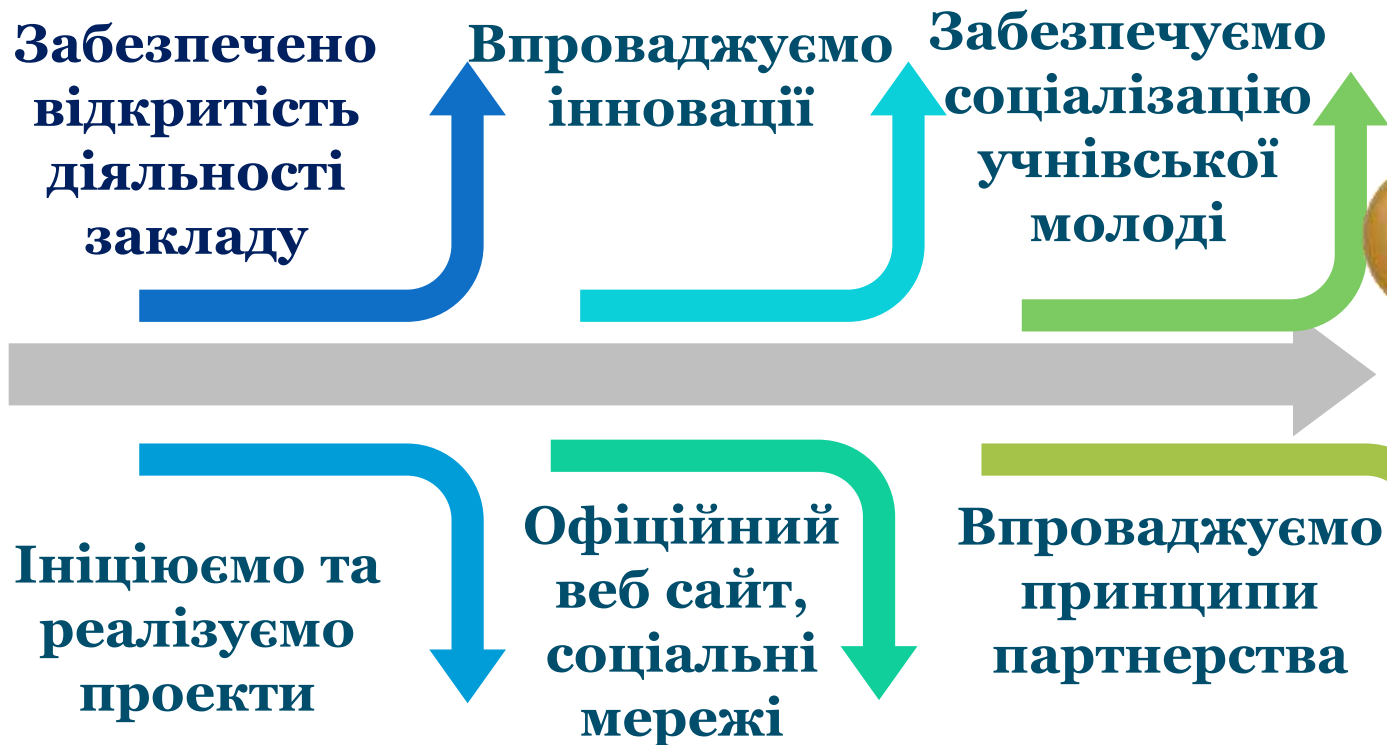 Забезпечено
відкритість
діяльності
закладу
Впроваджуємо
інновації
Забезпечуємо
соціалізацію
учнівської
молоді
Ініціюємо та
реалізуємо
проекти
Офіційний
веб сайт,
соціальні
мережі
Впроваджуємо
принципи
партнерства